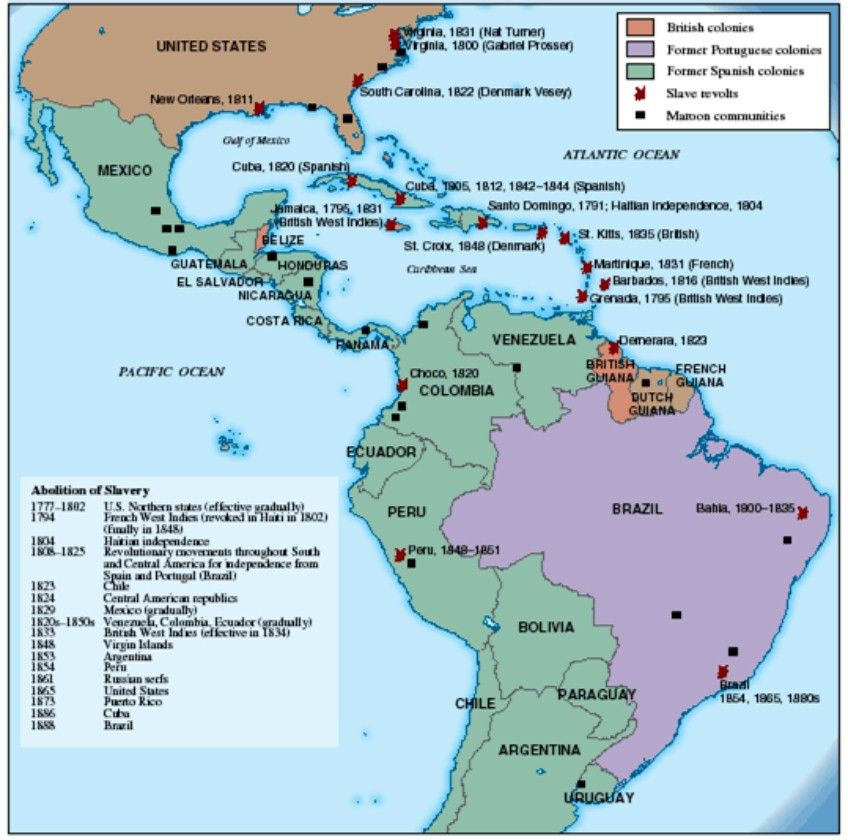 UNITED STATES
Virginia, 1831 (Nat Turner)
Virginia, 1800 (Gabriel Prosser)
British colonies
Former Portuguese colonies
Former Spanish colonies
Slave revolts
Maroon communities
New Orleans, 1811
South Carolina, 1822 (Denmark Vesey)
Gulf of Mexico
ATLANTIC OCEAN
MEXICO
Cuba, 1820 (Spanish)
Cuba, 1805, 1812, 1842–1844 (Spanish)
Jamaica, 1795, 1831
(British West Indies)
Santo Domingo, 1791; Haitian independence, 1804
BELIZE
St. Croix, 1848 (Denmark)
St. Kitts, 1835 (British)
GUATEMALA
HONDURAS
Caribbean Sea
Martinique, 1831 (French)
EL SALVADOR
Barbados, 1816 (British West Indies)
NICARAGUA
Grenada, 1795 (British West Indies)
COSTA RICA
PANAMA
VENEZUELA
Demerara, 1823
PACIFIC OCEAN
Choco, 1820
COLOMBIA
BRITISH
GUIANA
FRENCH
GUIANA
DUTCH
GUIANA
ECUADOR
PERU
BRAZIL
Bahia, 1800–1835
Peru, 1848–1851
BOLIVIA
Brazil
1854, 1865, 1880s
CHILE
PARAGUAY
ARGENTINA
URUGUAY
Abolition of Slavery
1777–1802 U.S. Northern states (effective gradually)
1794 French West Indies (revoked in Haiti in 1802)
(finally in 1848)
1804 Haitian independence
1808–1825 Revolutionary movements throughout South
and Central America for independence from
Spain and Portugal (Brazil)
1823 Chile
1824 Central American republics
1829 Mexico (gradually)
1820s–1850s Venezuela, Colombia, Ecuador (gradually)
1833 British West Indies (effective in 1834)
1848 Virgin Islands
1853 Argentina
1854 Peru
1861 Russian serfs
1865 United States
1873 Puerto Rico
1886 Cuba
1888 Brazil